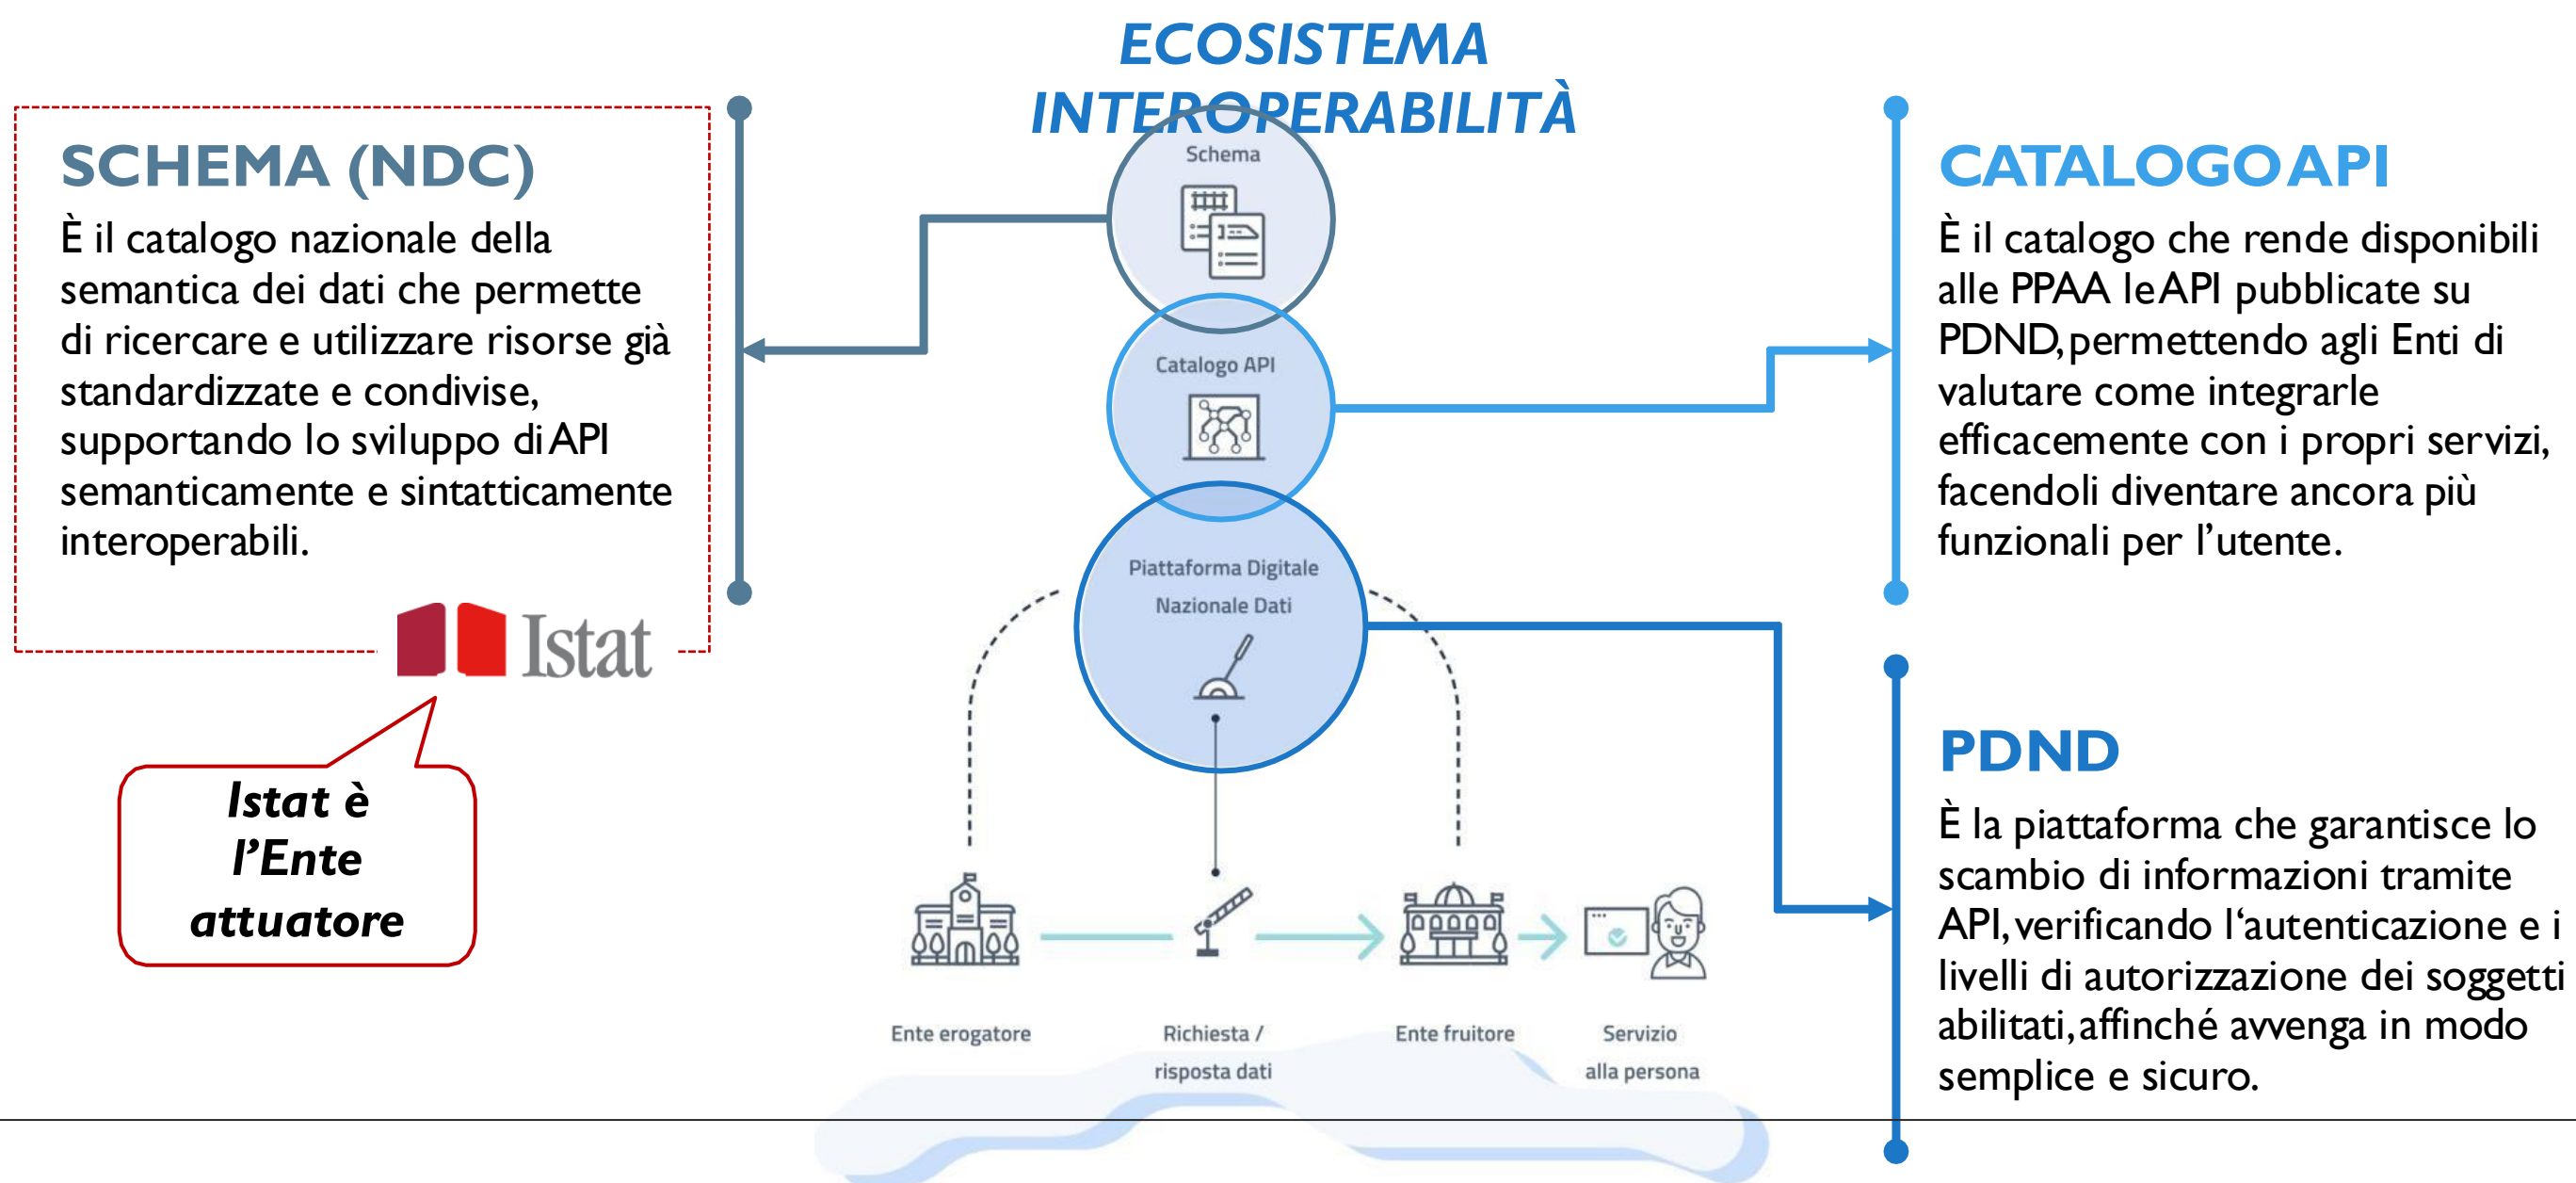 ECOSISTEMA
INTEROPERABILITÀ
SCHEMA (NDC)
È il catalogo nazionale della
semantica dei dati che permette
di ricercare e utilizzare risorse già
standardizzate e condivise,
supportando lo sviluppo di API
semanticamente e sintatticamente
interoperabili.
Istat
Istat è
l’Ente
attuatore
Schema
Catalogo API
Piattaforma Digitale
Nazionale Dati
Ente erogatore
Richiesta /
risposta dati
Ente fruitore
Servizio
alla persona
CATALOGO API
È il catalogo che rende disponibili
alle PPAA le API pubblicate su
PDND, permettendo agli Enti di
valutare come integrarle
efficacemente con i propri servizi,
facendoli diventare ancora più
funzionali per l’utente.
PDND
È la piattaforma che garantisce lo
scambio di informazioni tramite
API, verificando l‘autenticazione e i
livelli di autorizzazione dei soggetti
abilitati, affinché avvenga in modo
semplice e sicuro.